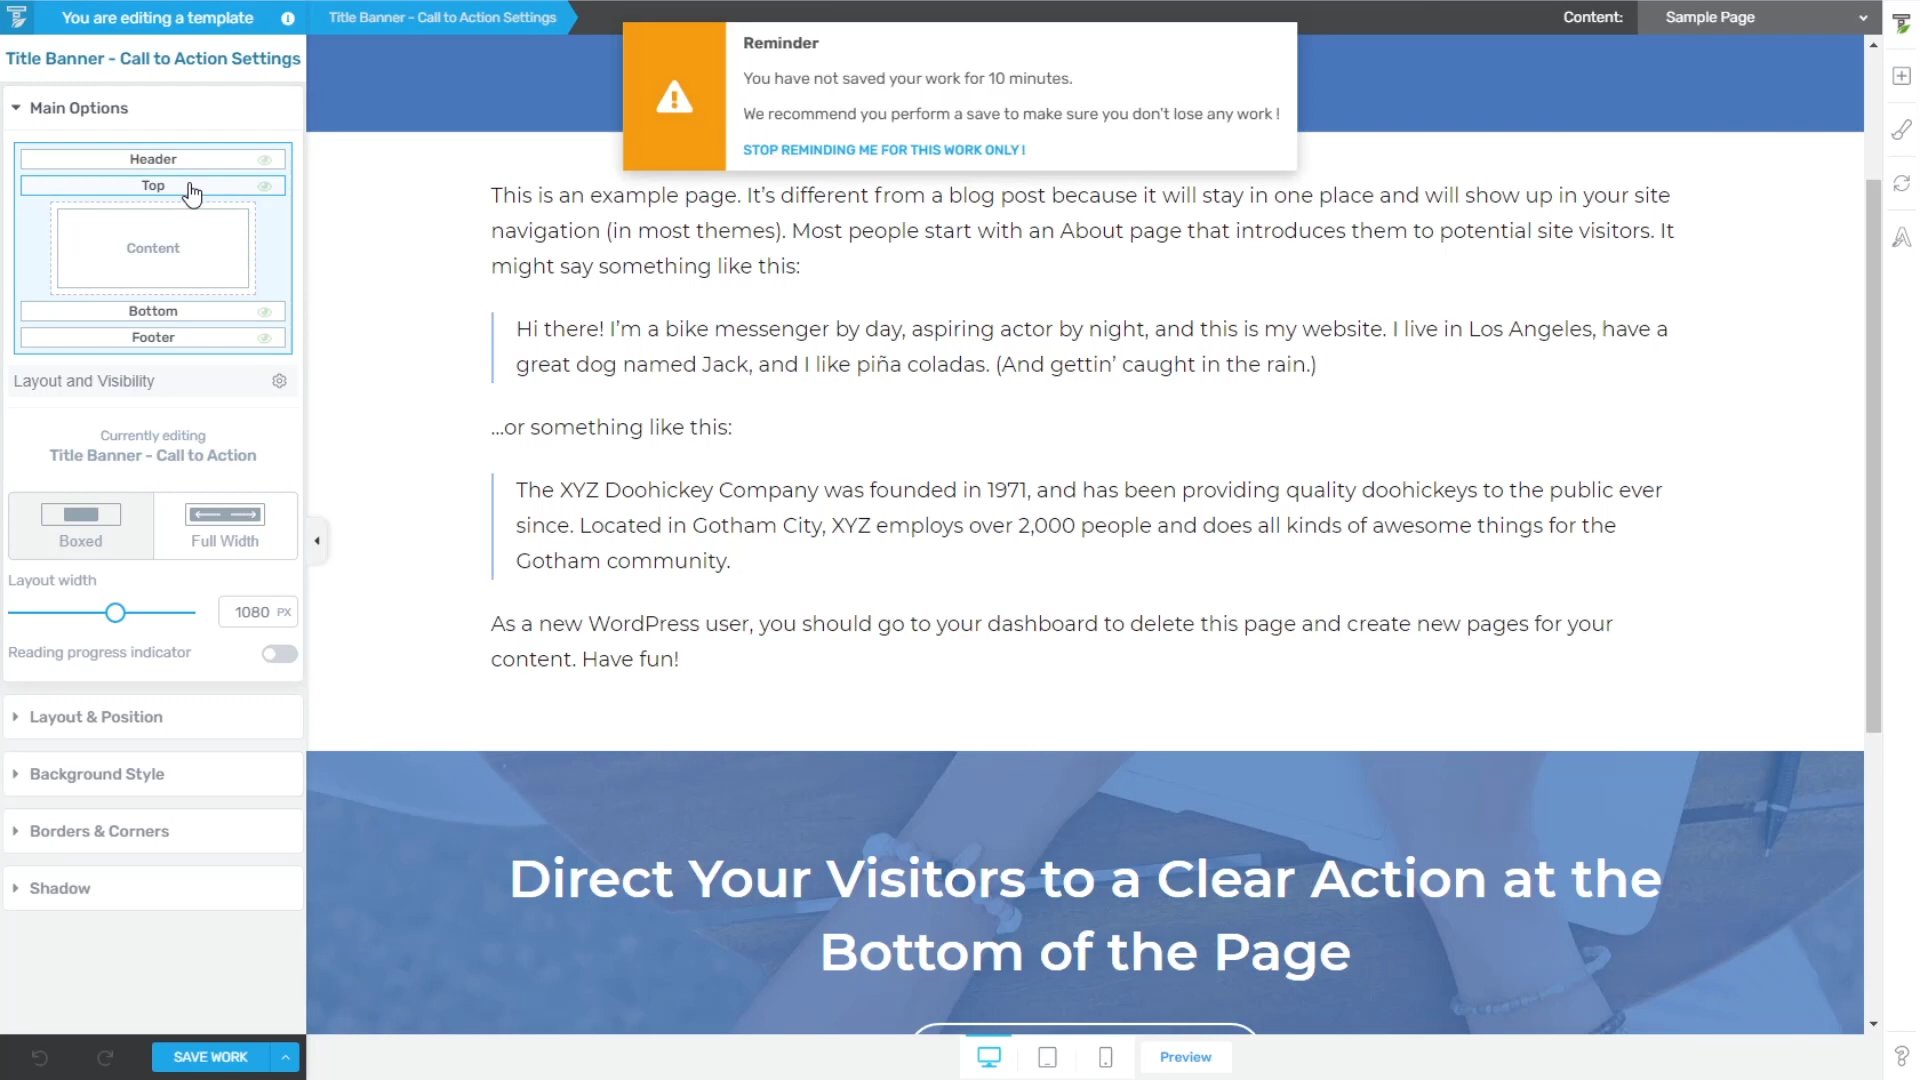 You are editing a template
Title Banner - Call to Action Settings
Content:
Sample Page
Title Banner - Call to Action Settings
Main Options
Header
Top
Content
Bottom
Footer
Layout and Visibility
Currently editing
Title Banner - Call to Action
Boxed
Full Width
Layout width
1080 PX
Reading progress indicator
Layout & Position
Background Style
Borders & Corners
Shadow
SAVE WORK
Reminder
You have not saved your work for 10 minutes.
We recommend you perform a save to make sure you don't lose any work !
STOP REMINDING ME FOR THIS WORK ONLY !
This is an example page. It's different from a blog post because it will stay in one place and will show up in your site
navigation (in most themes). Most people start with an About page that introduces them to potential site visitors. It
might say something like this:
Hi there! I'm a bike messenger by day, aspiring actor by night, and this is my website. I live in Los Angeles, have a
great dog named Jack, and I like piña coladas. (And gettin' caught in the rain.)
...or something like this:
The XYZ Doohickey Company was founded in 1971, and has been providing quality doohickeys to the public ever
since. Located in Gotham City, XYZ employs over 2,000 people and does all kinds of awesome things for the
Gotham community.
As a new WordPress user, you should go to your dashboard to delete this page and create new pages for your
content. Have fun!
Direct Your Visitors to a Clear Action at the
Bottom of the Page
Preview